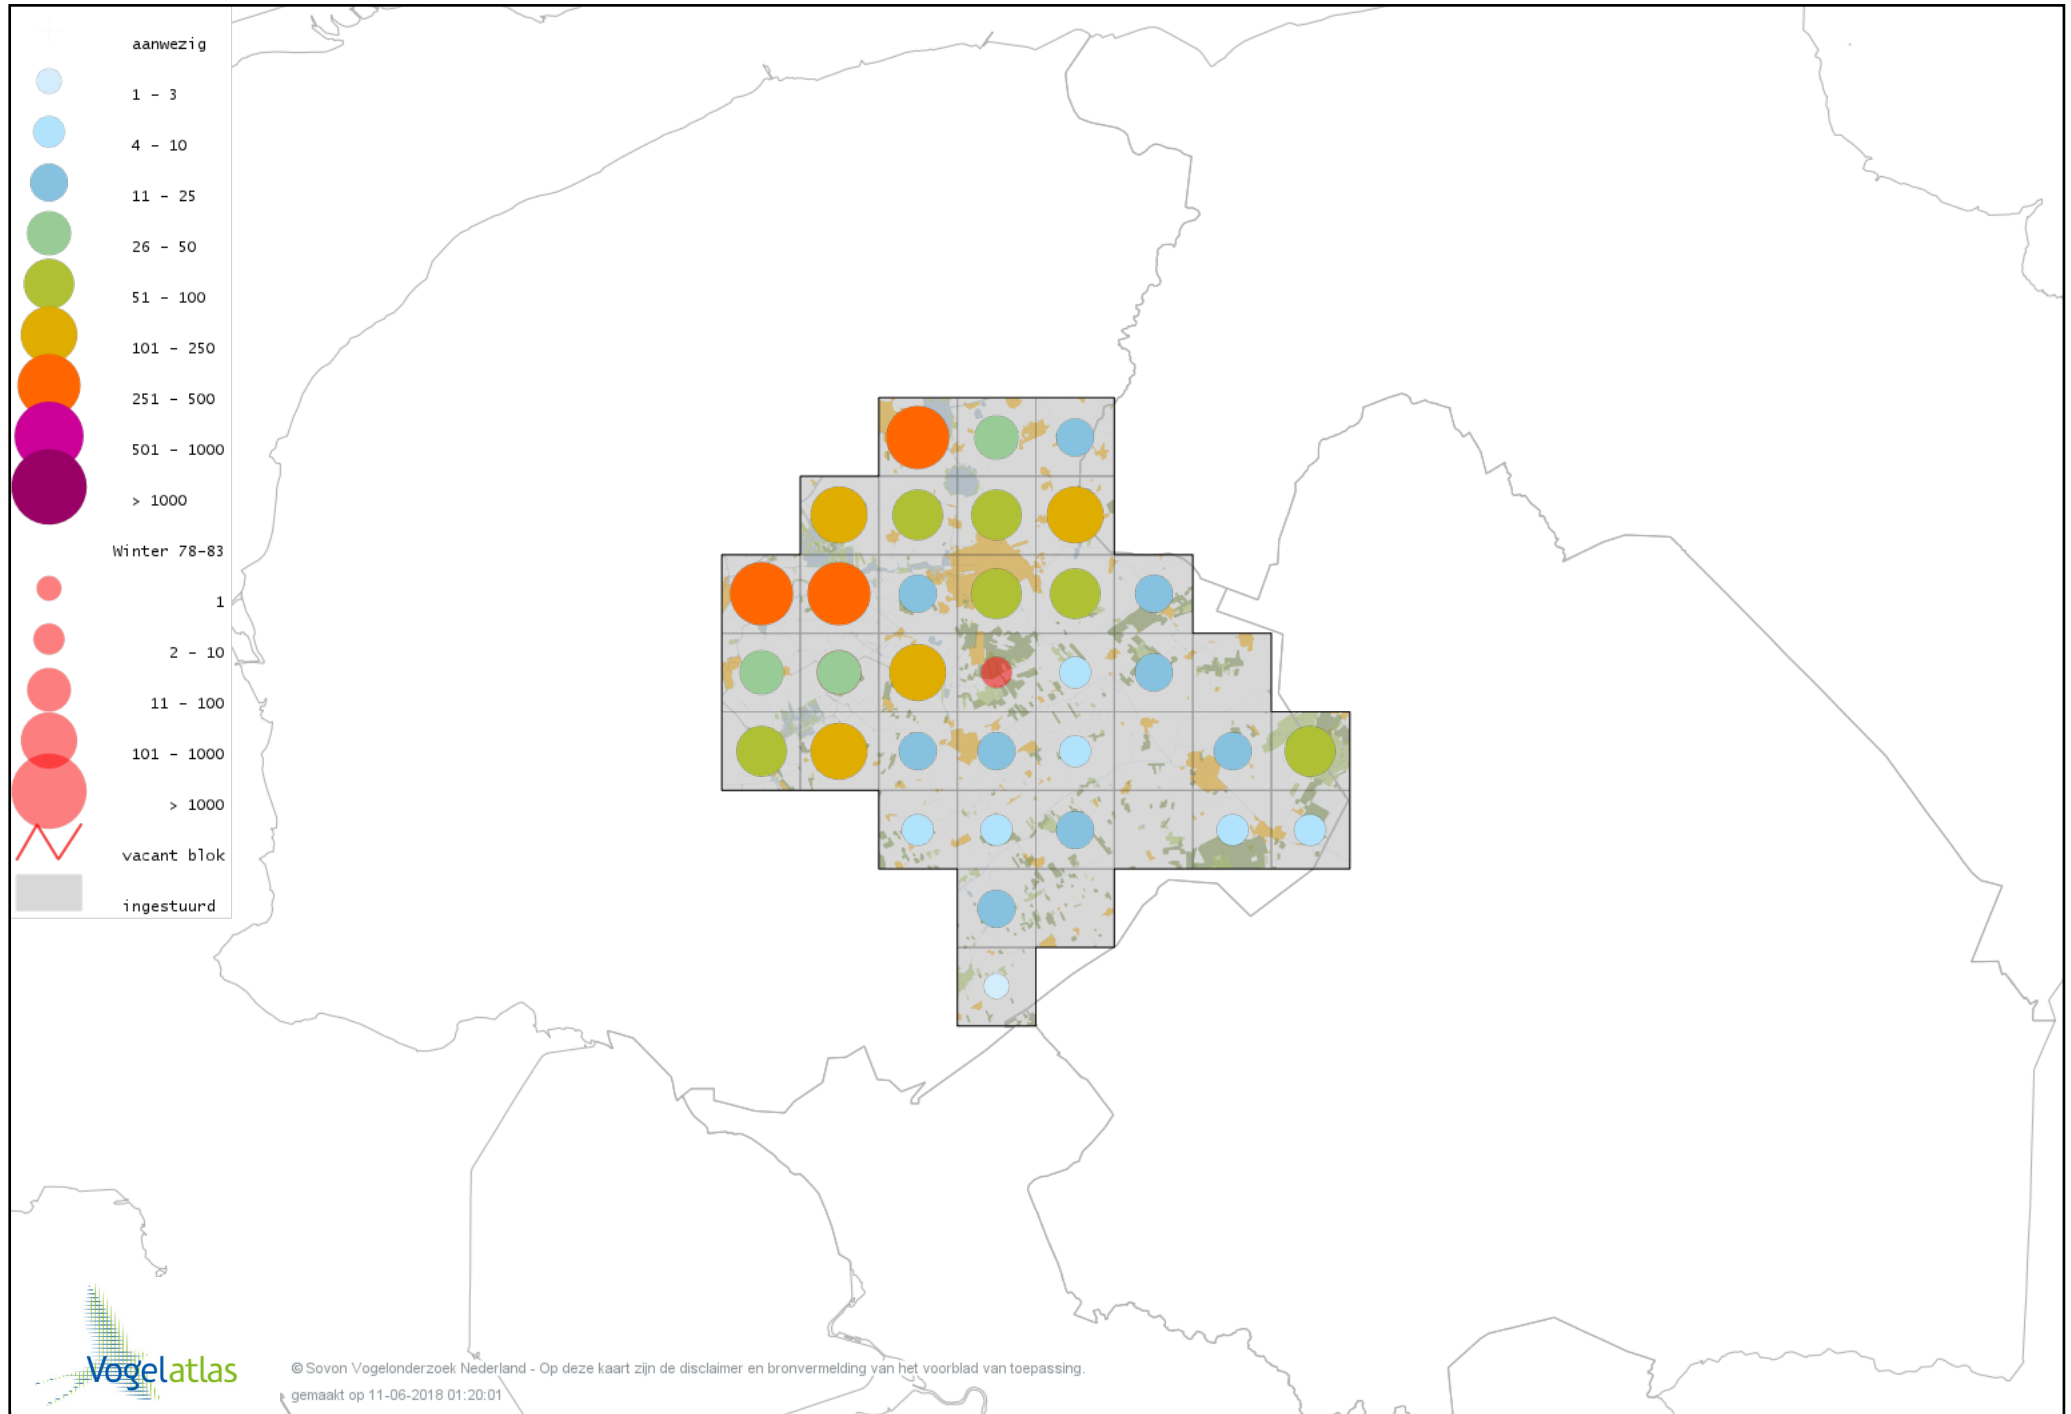 aanwezig
1 - 3
4 - 10
11 - 25
26 - 50
51 - 100
101 - 250
251 - 500
501 - 1000
> 1000
Winter 78-83
1
2 - 10
11 - 100
101 - 1000
> 1000
vacant blok
ingestuurd
Vogelatlas
© Sovon Vogelonderzoek Nederland - Op deze kaart zijn de disclaimer en bronvermelding van het voorblad van toepassing.
gemaakt op 11-06-2018 01:20:01